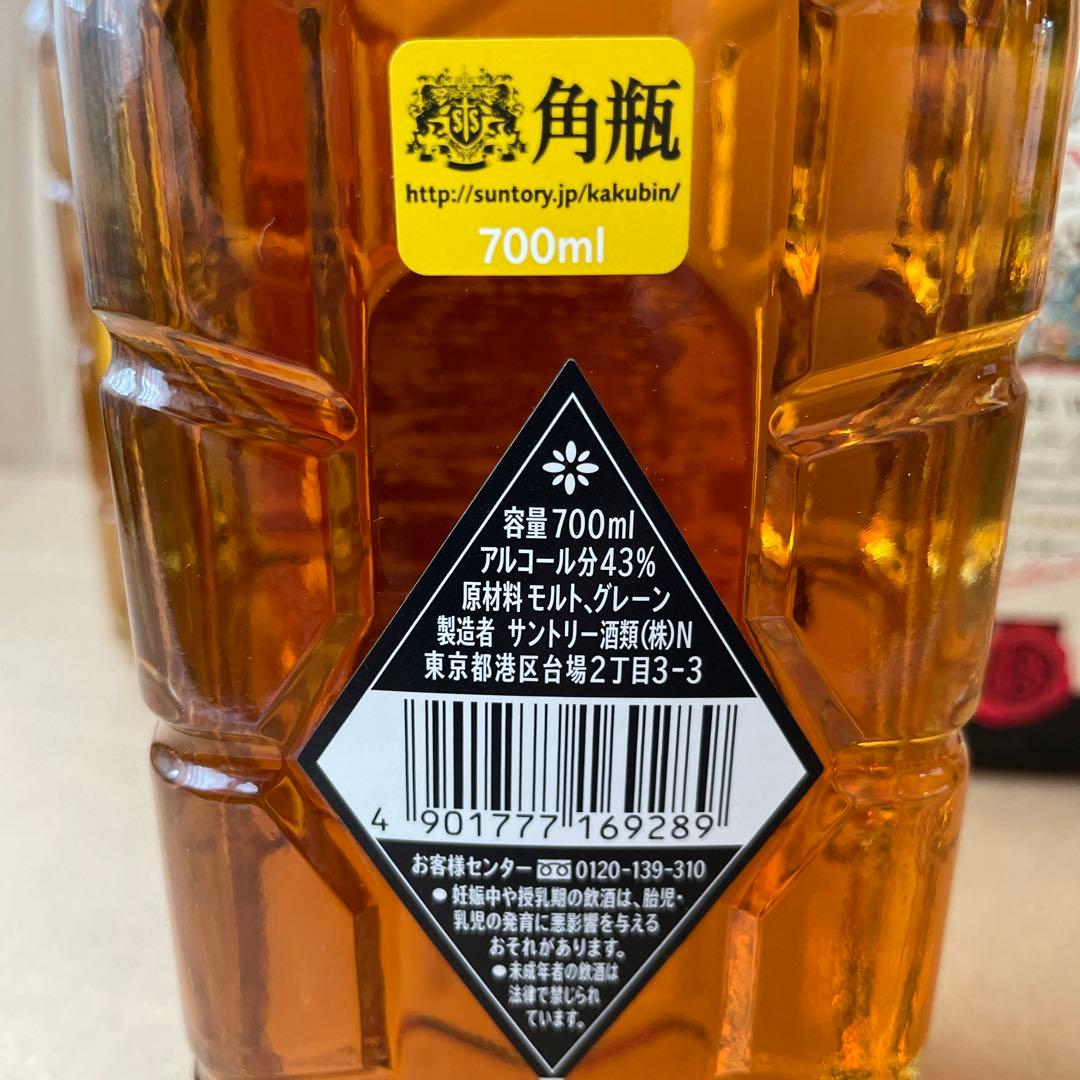 角瓶
http://suntory.jp/kakubin/
700ml
容量700ml
アルコール分43%
原材料 モルト、グレーン
製造者 サントリー酒類(株)N
東京都港区台場2丁目3-3
4 901777 169289
お客様センター 0120-139-310
●妊娠中や授乳期の飲酒は、胎児・
乳児の発育に悪影響を与える
おそれがあります。
●未成年者の飲酒は
法律で禁じられ
ています。